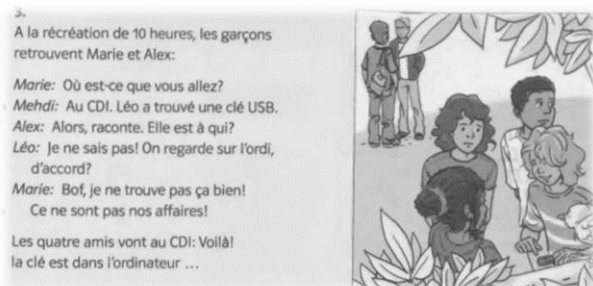 3.
A la récréation de 10 heures, les garçons
retrouvent Marie et Alex:
Marie: Où est-ce que vous allez?
Mehdi: Au CDI. Léo a trouvé une clé USB.
Alex: Alors, raconte. Elle est à qui?
Léo: Je ne sais pas! On regarde sur l'ordi,
d'accord?
Marie: Bof, je ne trouve pas ça bien!
Ce ne sont pas nos affaires!
Les quatre amis vont au CDI: Voilà!
la clé est dans l'ordinateur ...